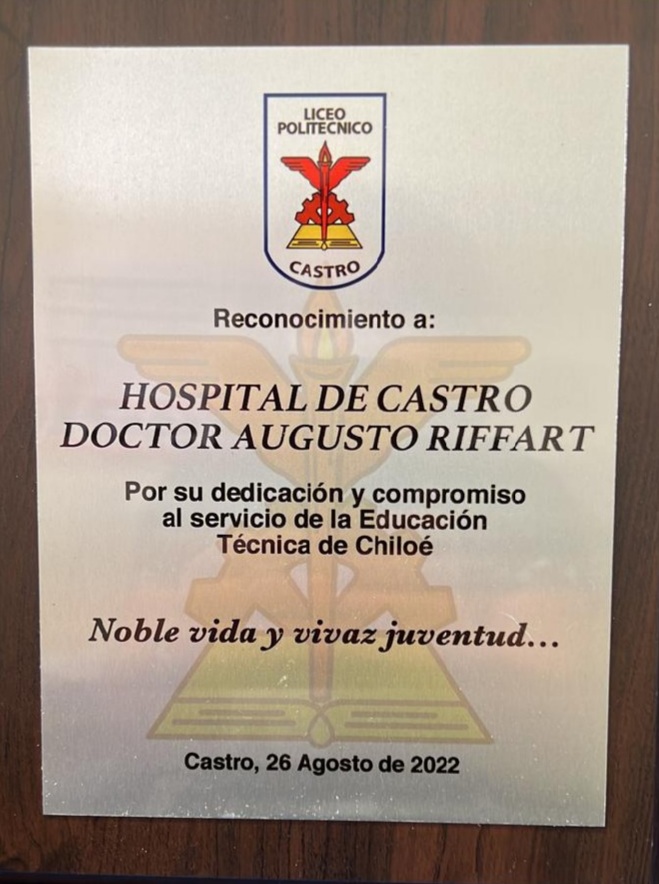 LICEO
POLITECNICO
CASTRO
Reconocimiento a:
HOSPITAL DE CASTRO
DOCTOR AUGUSTO RIFFART
Por su dedicación y compromiso
al servicio de la Educación
Técnica de Chiloé
Noble vida y vivaz juventud...
Castro, 26 Agosto de 2022